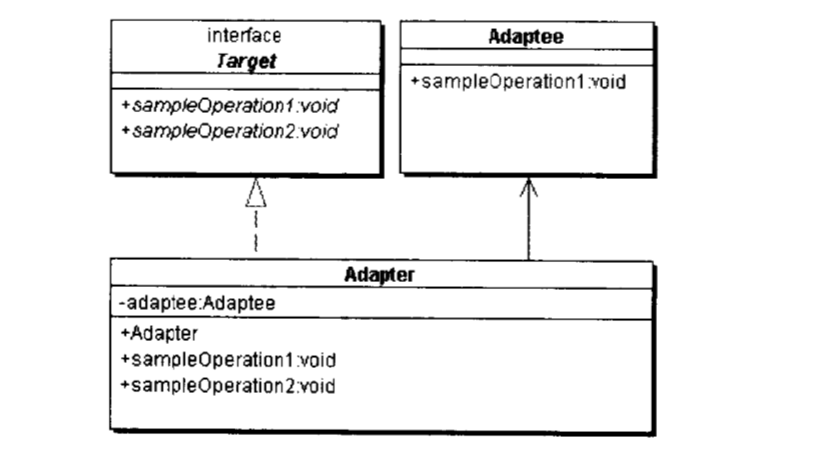 interface
Target
+sampleOperation1:void
+sampleOperation2:void
Adaptee
+sampleOperation1:void
Adapter
-adaptee:Adaptee
+Adapter
+sampleOperation1:void
+sampleOperation2:void